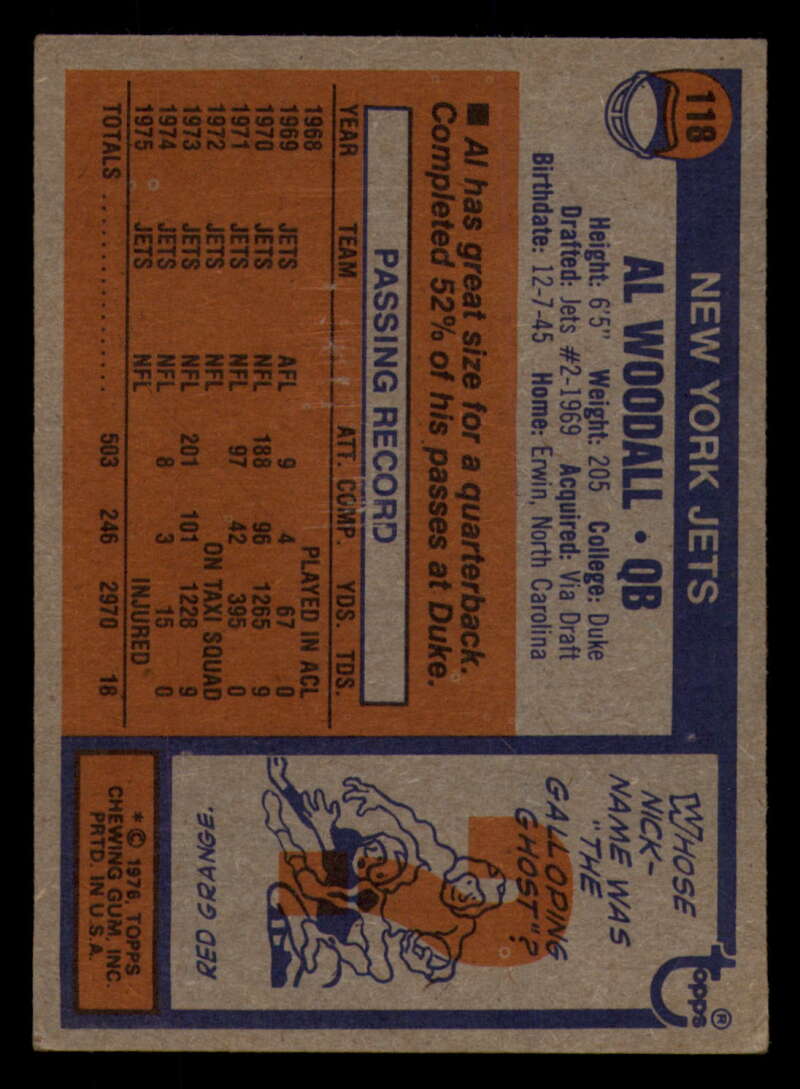 118
NEW YORK JETS
AL WOODALL • QB
Height: 6'5" Weight: 205 College: Duke
Drafted: Jets #2-1969 Acquired: Via Draft
Birthdate: 12-7-45 Home: Erwin, North Carolina
■ Al has great size for a quarterback.
Completed 52% of his passes at Duke.
PASSING RECORD
YEAR TEAM ATT. COMP. YDS. TDS.
1968 PLAYED IN ACL
1969 JETS AFL 9 4 67 0
1970 JETS NFL 188 96 1265 9
1971 JETS NFL 97 42 395 0
1972 JETS NFL ON TAXI SQUAD
1973 JETS NFL 201 101 1228 9
1974 JETS NFL 8 3 15 0
1975 JETS NFL INJURED
TOTALS .................. 503 246 2970 18
topps®
WHOSE
NICK-
NAME WAS
"THE
GALLOPING
GHOST"?
RED GRANGE.
* © 1976 TOPPS
CHEWING GUM, INC.
PRTD. IN U.S.A.